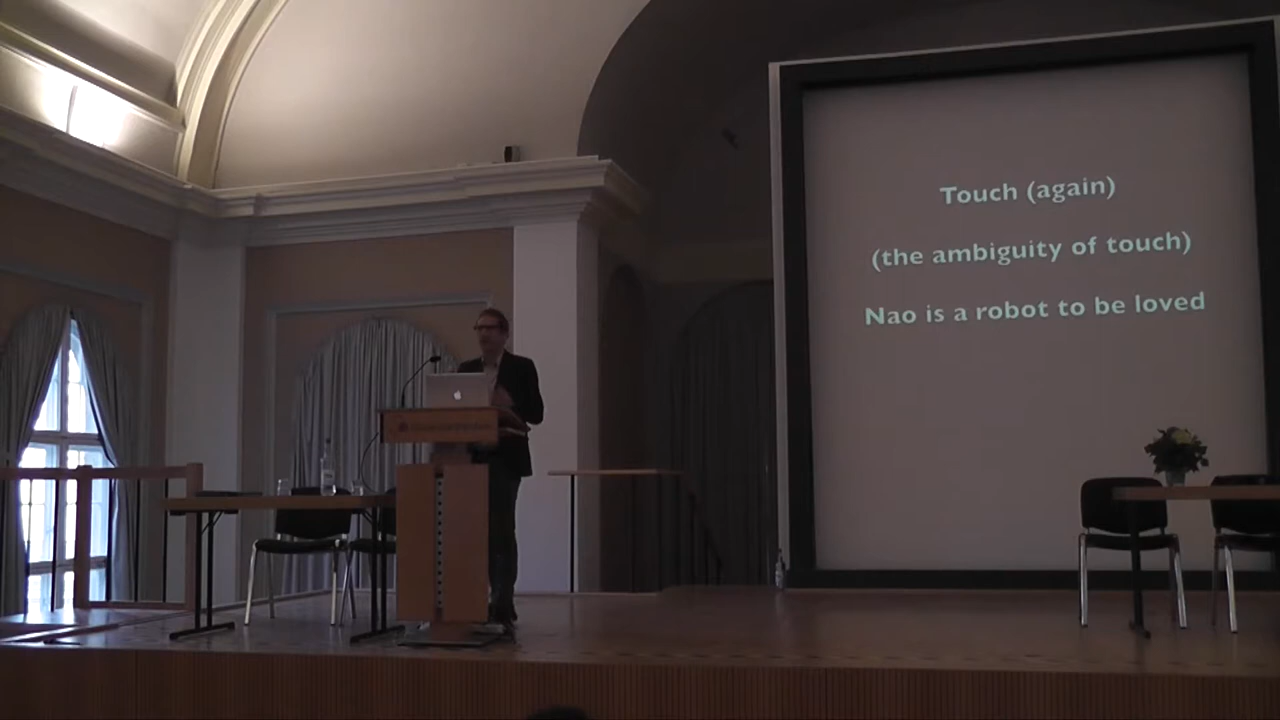 Touch (again)
(the ambiguity of touch)
Nao is a robot to be loved